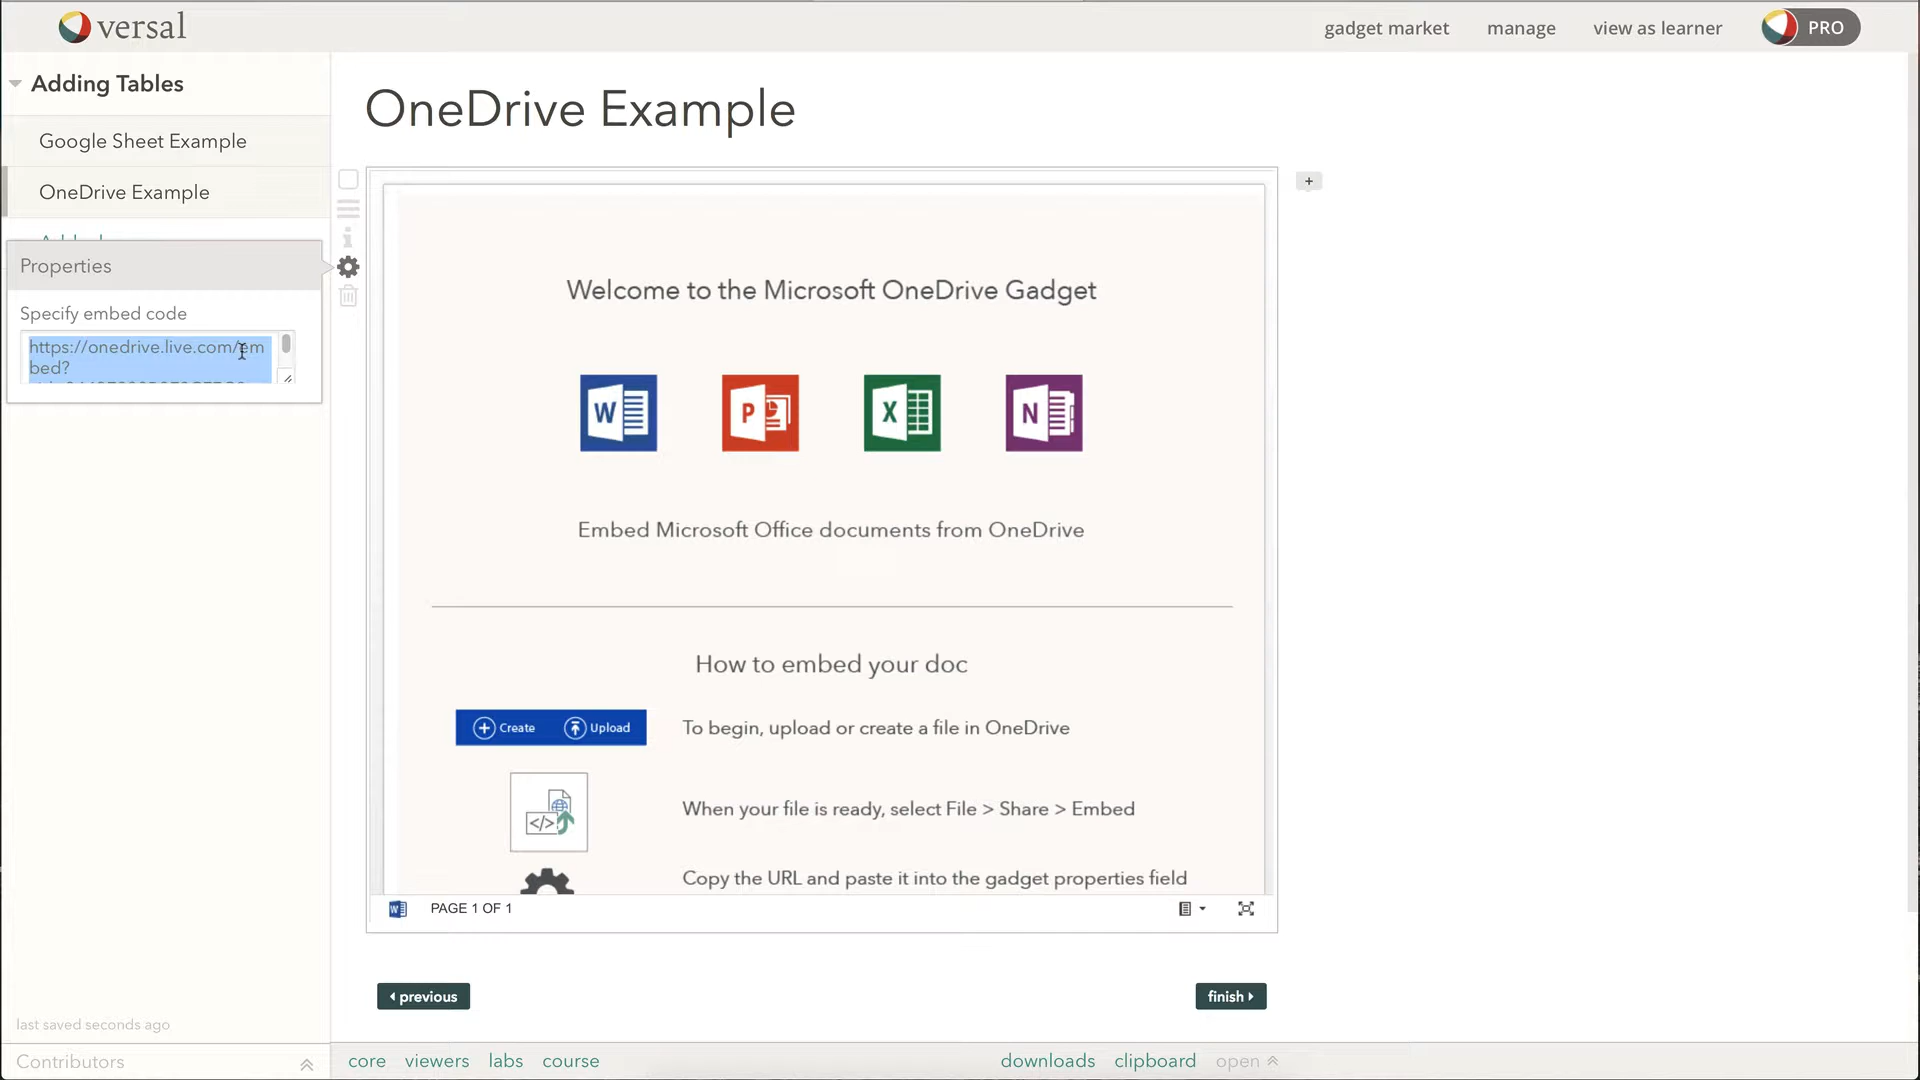 versal
gadget market
manage
view as learner
PRO
Adding Tables
Google Sheet Example
OneDrive Example
Properties
Specify embed code
https://onedrive.live.com/em
bed?
OneDrive Example
+
Welcome to the Microsoft OneDrive Gadget
W
P
X
N
Embed Microsoft Office documents from OneDrive
How to embed your doc
Create
Upload
To begin, upload or create a file in OneDrive
</>
When your file is ready, select File > Share > Embed
Copy the URL and paste it into the gadget properties field
PAGE 1 OF 1
previous
finish
last saved seconds ago
Contributors
core
viewers
labs
course
downloads
clipboard
open